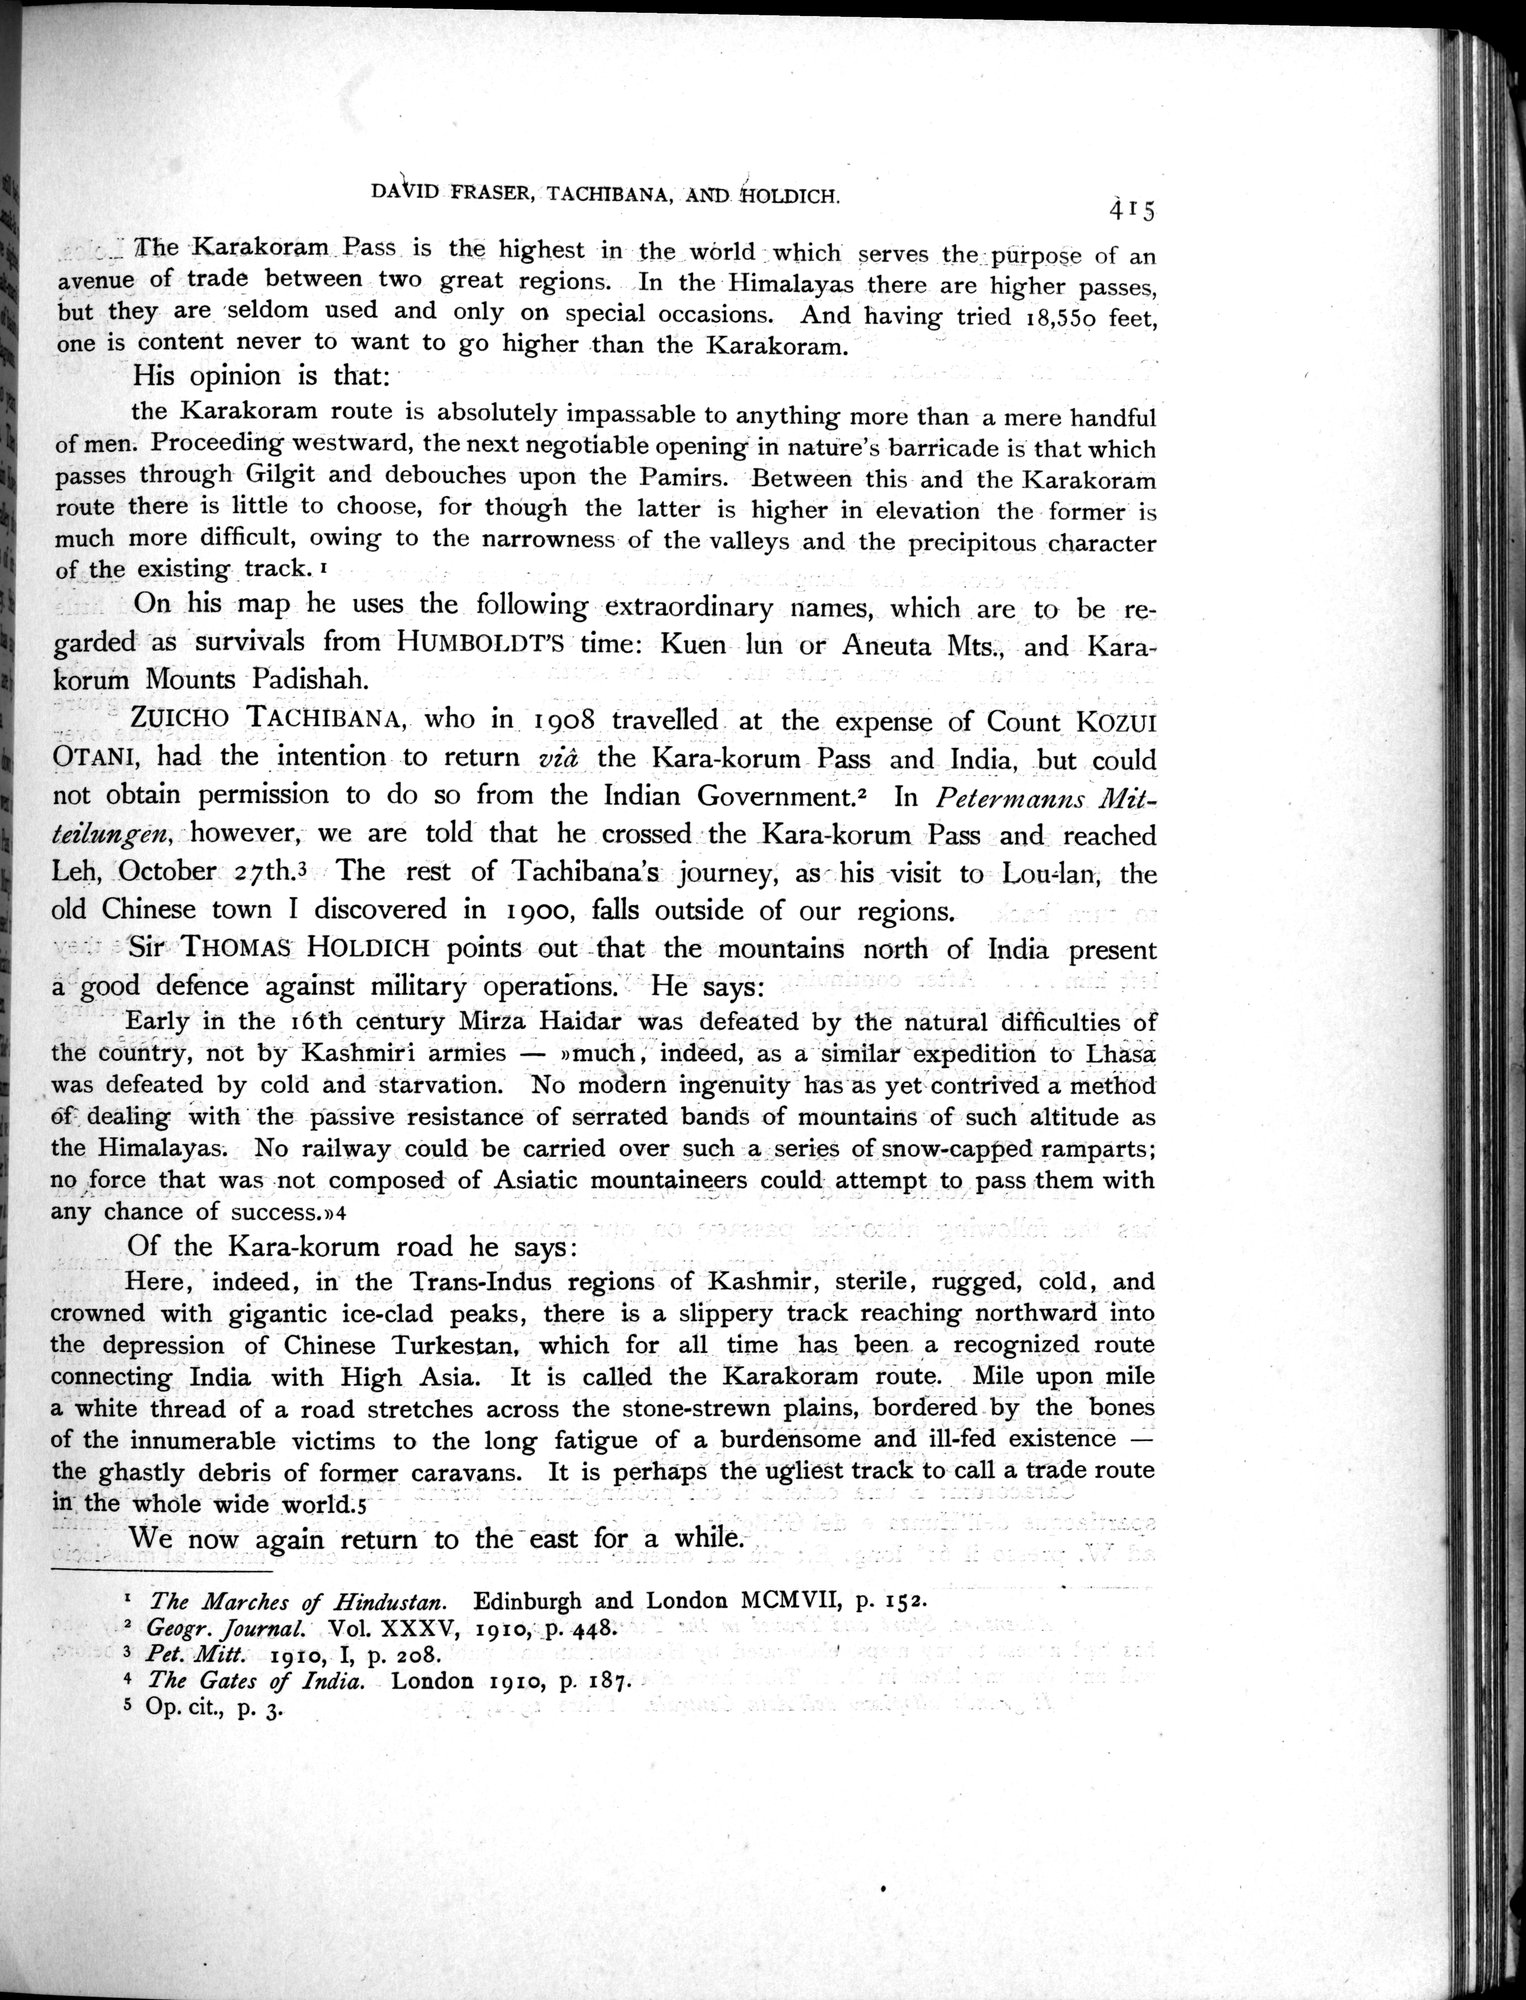 DAVID FRASER, TACHIBANA, AND HOLDICH.
415
The Karakoram Pass is the highest in the world which serves the purpose of an
avenue of trade between two great regions. In the Himalayas there are higher passes,
but they are seldom used and only on special occasions. And having tried 18,550 feet,
one is content never to want to go higher than the Karakoram.
His opinion is that:
the Karakoram route is absolutely impassable to anything more than a mere handful
of men. Proceeding westward, the next negotiable opening in nature's barricade is that which
passes through Gilgit and debouches upon the Pamirs. Between this and the Karakoram
route there is little to choose, for though the latter is higher in elevation the former is
much more difficult, owing to the narrowness of the valleys and the precipitous character
of the existing track. ¹
On his map he uses the following extraordinary names, which are to be re-
garded as survivals from HUMBOLDT'S time: Kuen lun or Aneuta Mts., and Kara-
korum Mounts Padishah.
ZUICHO TACHIBANA, who in 1908 travelled at the expense of Count KOZUI
OTANI, had the intention to return viâ the Kara-korum Pass and India, but could
not obtain permission to do so from the Indian Government.² In Petermanns Mit-
teilungen, however, we are told that he crossed the Kara-korum Pass and reached
Leh, October 27th.³ The rest of Tachibana's journey, as his visit to Lou-lan, the
old Chinese town I discovered in 1900, falls outside of our regions.
Sir THOMAS HOLDICH points out that the mountains north of India present
a good defence against military operations. He says:
Early in the 16th century Mirza Haidar was defeated by the natural difficulties of
the country, not by Kashmiri armies — »much, indeed, as a similar expedition to Lhasa
was defeated by cold and starvation. No modern ingenuity has as yet contrived a method
of dealing with the passive resistance of serrated bands of mountains of such altitude as
the Himalayas. No railway could be carried over such a series of snow-capped ramparts;
no force that was not composed of Asiatic mountaineers could attempt to pass them with
any chance of success.»⁴
Of the Kara-korum road he says:
Here, indeed, in the Trans-Indus regions of Kashmir, sterile, rugged, cold, and
crowned with gigantic ice-clad peaks, there is a slippery track reaching northward into
the depression of Chinese Turkestan, which for all time has been a recognized route
connecting India with High Asia. It is called the Karakoram route. Mile upon mile
a white thread of a road stretches across the stone-strewn plains, bordered by the bones
of the innumerable victims to the long fatigue of a burdensome and ill-fed existence —
the ghastly debris of former caravans. It is perhaps the ugliest track to call a trade route
in the whole wide world.⁵
We now again return to the east for a while.
¹ The Marches of Hindustan. Edinburgh and London MCMVII, p. 152.
² Geogr. Journal. Vol. XXXV, 1910, p. 448.
³ Pet. Mitt. 1910, I, p. 208.
⁴ The Gates of India. London 1910, p. 187.
⁵ Op. cit., p. 3.